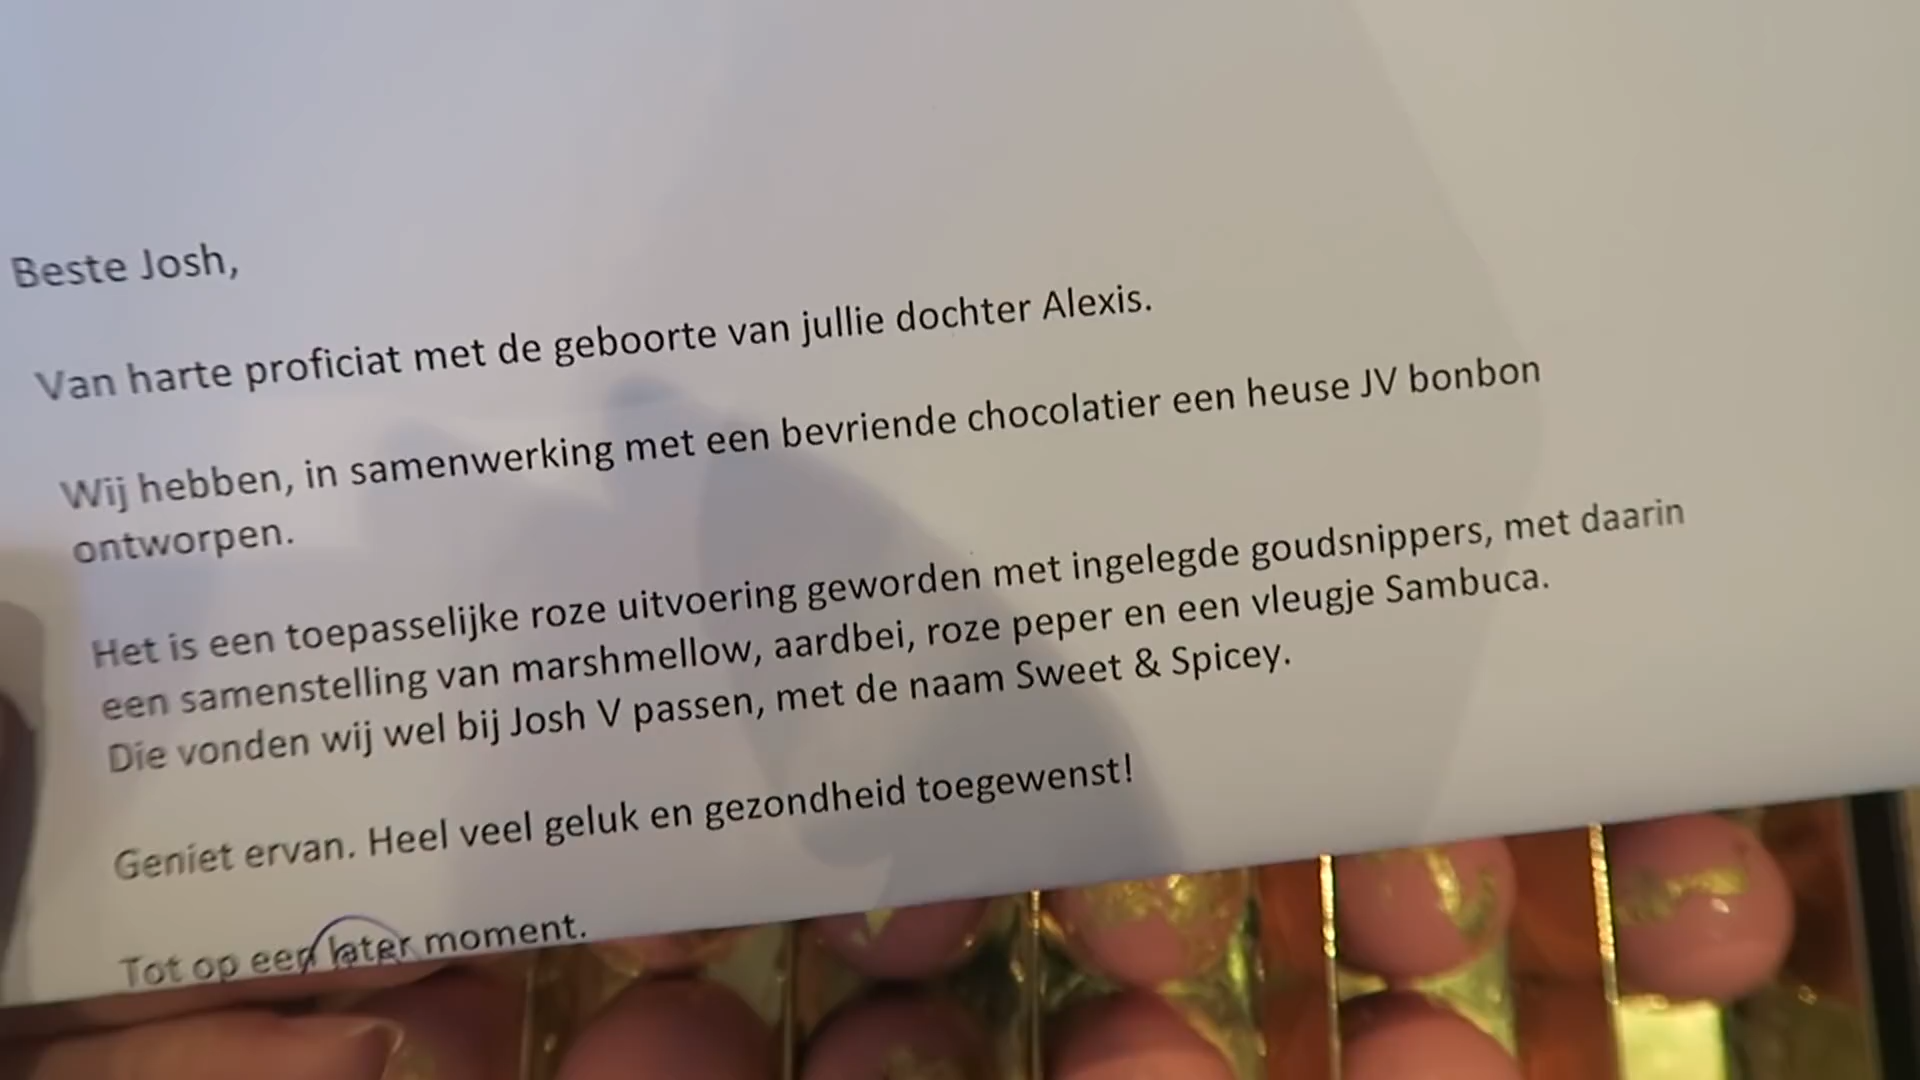 Beste Josh,
Van harte proficiat met de geboorte van jullie dochter Alexis.
Wij hebben, in samenwerking met een bevriende chocolatier een heuse JV bonbon
ontworpen.
Het is een toepasselijke roze uitvoering geworden met ingelegde goudsnippers, met daarin
een samenstelling van marshmellow, aardbei, roze peper en een vleugje Sambuca.
Die vonden wij wel bij Josh V passen, met de naam Sweet & Spicey.
Geniet ervan. Heel veel geluk en gezondheid toegewenst!
Tot op een later moment.